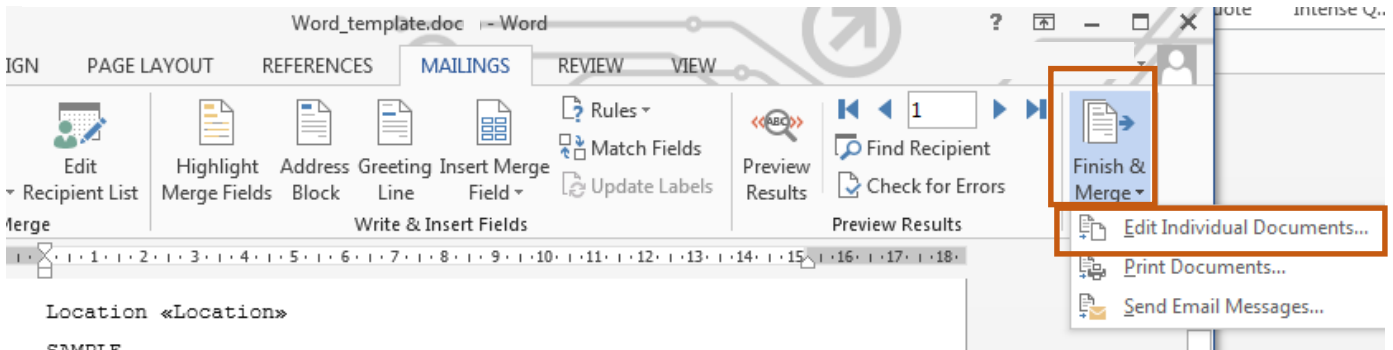 Word_template.doc - Word
?
IGN PAGE LAYOUT REFERENCES MAILINGS REVIEW VIEW
Edit
Recipient List
Highlight
Merge Fields
Address
Block
Greeting
Line
Insert Merge
Field
Rules
Match Fields
Update Labels
«ABC»
Preview
Results
1
Find Recipient
Check for Errors
Finish &
Merge
Merge
Write & Insert Fields
Preview Results
Edit Individual Documents...
Print Documents...
Send Email Messages...
1 2 3 4 5 6 7 8 9 10 11 12 13 14 15 16 17 18
Location «Location»
SAMPLE